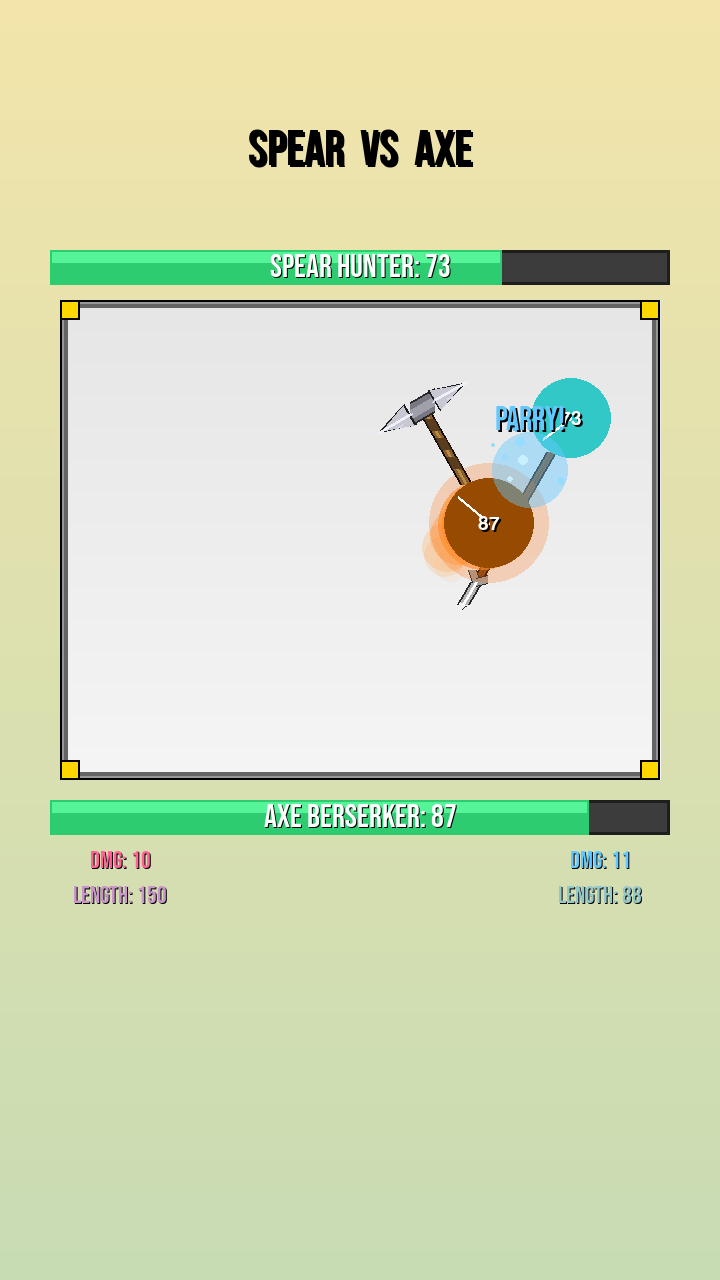 SPEAR VS AXE
SPEAR HUNTER: 73
PARRY!
73
87
AXE BERSERKER: 87
DMG: 10
DMG: 11
LENGTH: 150
LENGTH: 88